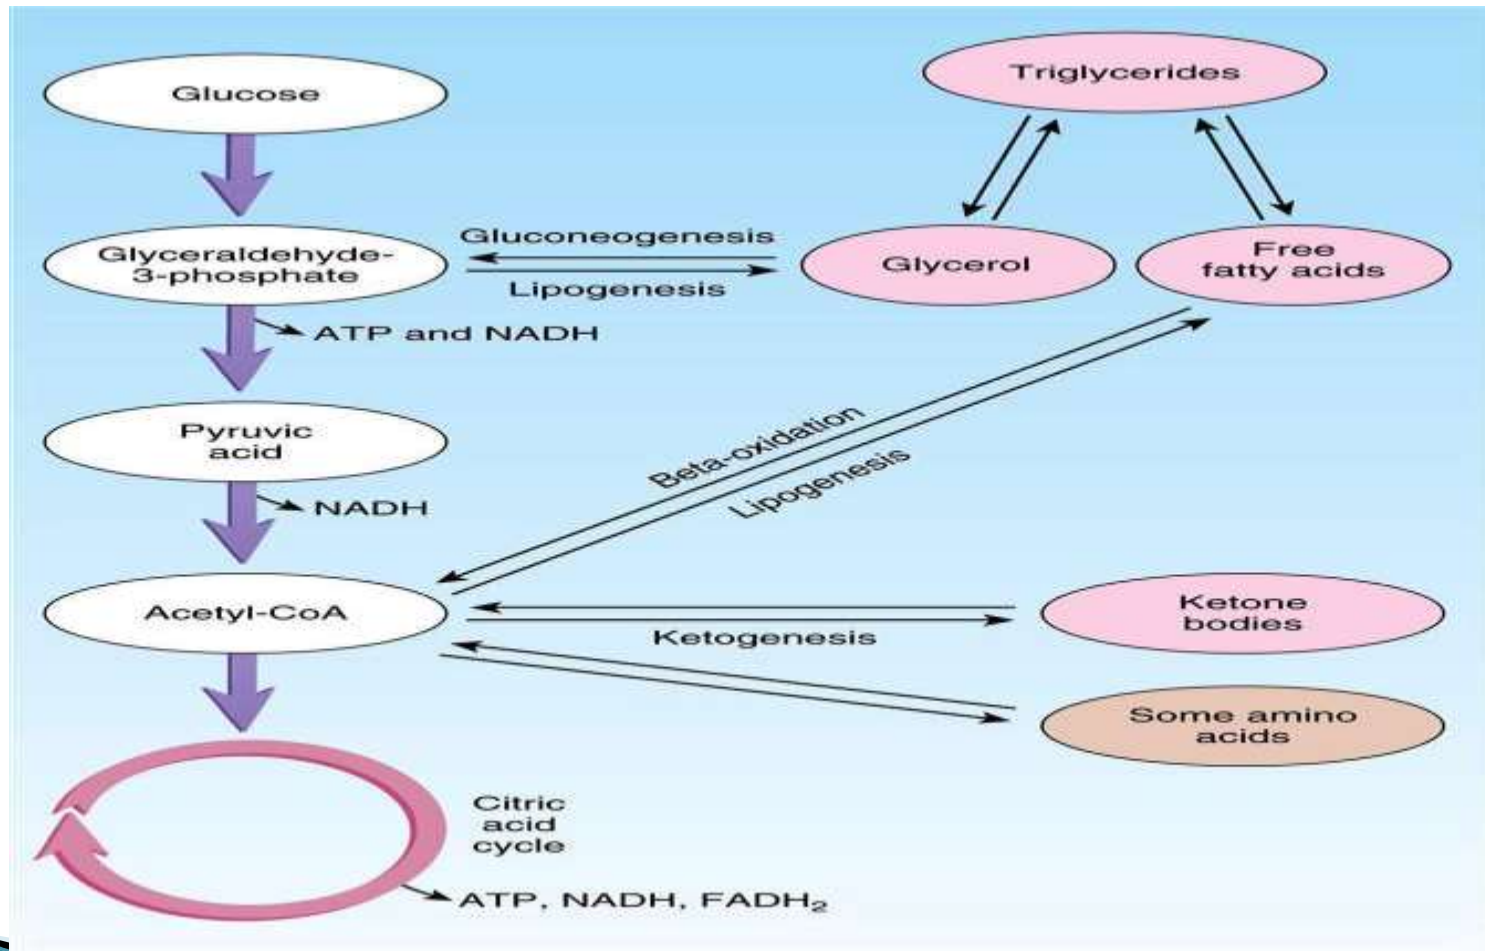 Glucose
Triglycerides
Glyceraldehyde-
3-phosphate
Gluconeogenesis
Lipogenesis
Glycerol
Free
fatty acids
ATP and NADH
Pyruvic
acid
Beta-oxidation
Lipogenesis
NADH
Acetyl-CoA
Ketogenesis
Ketone
bodies
Some amino
acids
Citric
acid
cycle
ATP, NADH, FADH₂